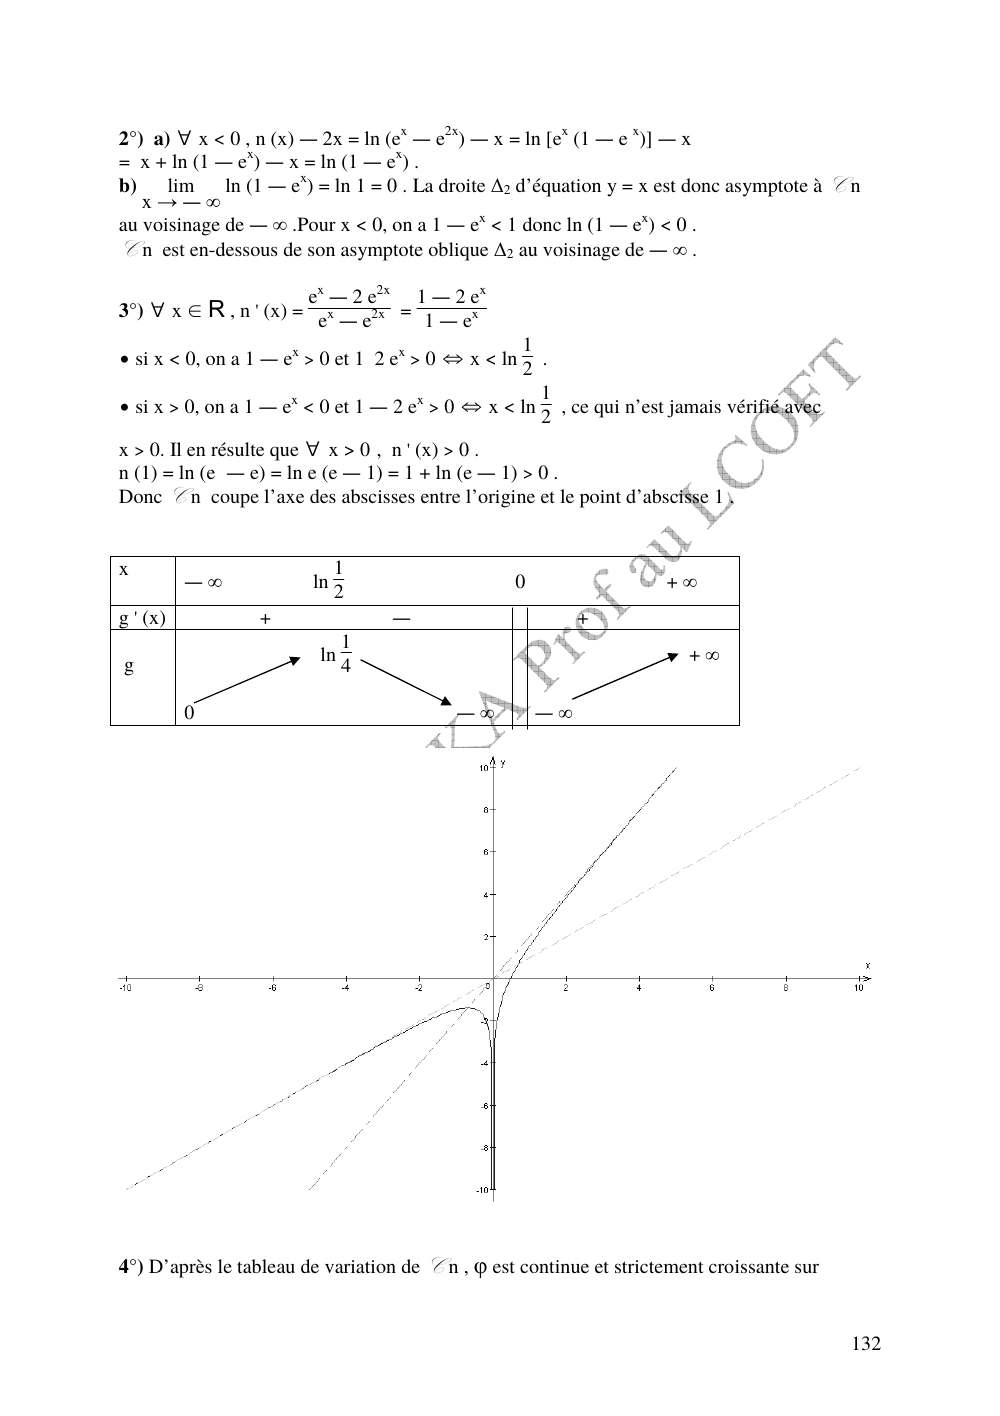 2°) a) ∀ x < 0 , n (x) — 2x = ln (eˣ — e²ˣ) — x = ln [eˣ (1 — e ˣ)] — x
= x + ln (1 — eˣ) — x = ln (1 — eˣ) .
b) lim ln (1 — eˣ) = ln 1 = 0 . La droite Δ₂ d’équation y = x est donc asymptote à 𝒞n
x → — ∞
au voisinage de — ∞ .Pour x < 0, on a 1 — eˣ < 1 donc ln (1 — eˣ) < 0 .
𝒞n est en-dessous de son asymptote oblique Δ₂ au voisinage de — ∞ .
3°) ∀ x ∈ R , n ' (x) = (eˣ — 2 e²ˣ)/(eˣ — e²ˣ) = (1 — 2 eˣ)/(1 — eˣ)
• si x < 0, on a 1 — eˣ > 0 et 1 2 eˣ > 0 ⇔ x < ln 1/2 .
• si x > 0, on a 1 — eˣ < 0 et 1 — 2 eˣ > 0 ⇔ x < ln 1/2 , ce qui n’est jamais vérifié avec
x > 0. Il en résulte que ∀ x > 0 , n ' (x) > 0 .
n (1) = ln (e — e) = ln e (e — 1) = 1 + ln (e — 1) > 0 .
Donc 𝒞n coupe l’axe des abscisses entre l’origine et le point d’abscisse 1 .
x — ∞ ln 1/2 0 + ∞
g ' (x) + — +
g ln 1/4 + ∞
0 — ∞ — ∞
KA Prof au LCOFT
10 y
8
6
4
2
x
-10 -8 -6 -4 -2 0 2 4 6 8 10
-2
-4
-6
-8
-10
4°) D’après le tableau de variation de 𝒞n , φ est continue et strictement croissante sur
132